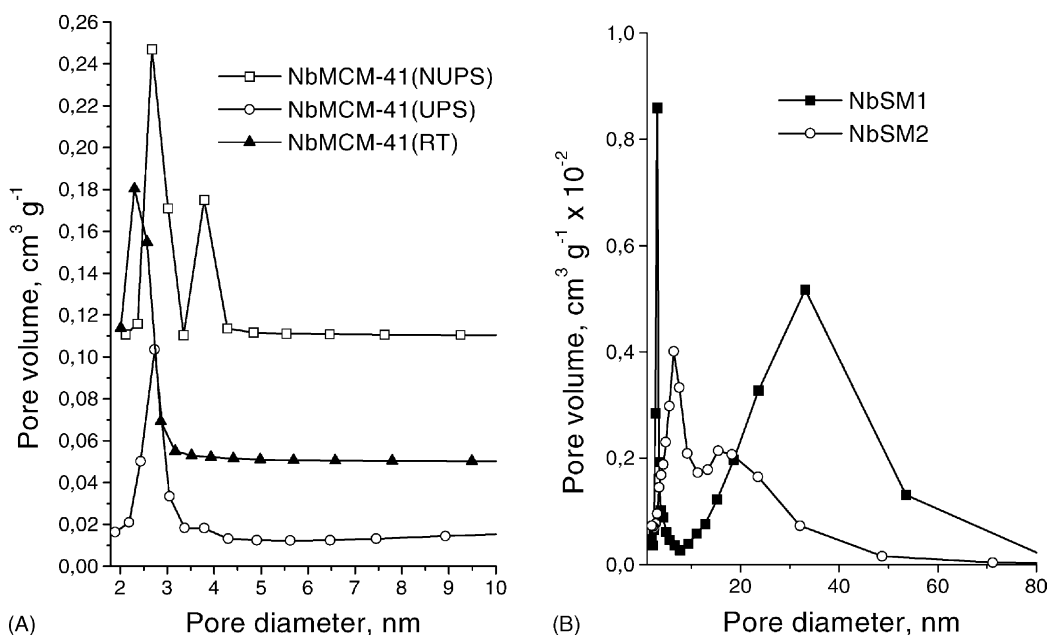 0,26
0,24
0,22
0,20
0,18
0,16
0,14
0,12
0,10
0,08
0,06
0,04
0,02
0,00
Pore volume, cm³ g⁻¹
NbMCM-41(NUPS)
NbMCM-41(UPS)
NbMCM-41(RT)
2 3 4 5 6 7 8 9 10
Pore diameter, nm
(A)
1,0
0,8
0,6
0,4
0,2
0,0
Pore volume, cm³ g⁻¹ x 10⁻²
NbSM1
NbSM2
20 40 60 80
Pore diameter, nm
(B)